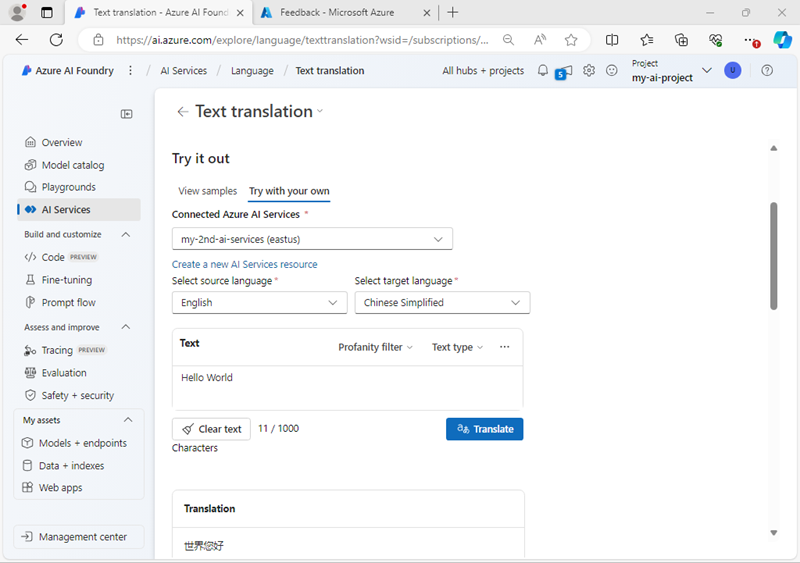 Text translation - Azure AI Found
Feedback - Microsoft Azure
https://ai.azure.com/explore/language/texttranslation?wsid=/subscriptions/...
Azure AI Foundry / AI Services / Language / Text translation
All hubs + projects
5
Project
my-ai-project
U
Text translation
Overview
Model catalog
Playgrounds
AI Services
Build and customize
Code PREVIEW
Fine-tuning
Prompt flow
Assess and improve
Tracing PREVIEW
Evaluation
Safety + security
My assets
Models + endpoints
Data + indexes
Web apps
Management center
Try it out
View samples
Try with your own
Connected Azure AI Services *
my-2nd-ai-services (eastus)
Create a new AI Services resource
Select source language *
Select target language *
English
Chinese Simplified
Text
Profanity filter
Text type
...
Hello World
Clear text
11 / 1000
Translate
Characters
Translation
世界您好